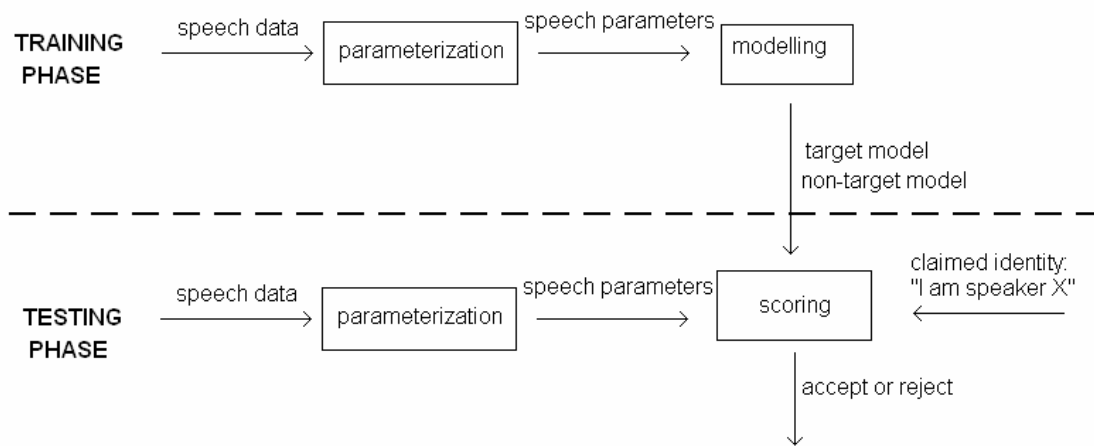 TRAINING
PHASE
speech data
parameterization
speech parameters
modelling
target model
non-target model
TESTING
PHASE
speech data
parameterization
speech parameters
scoring
claimed identity:
"I am speaker X"
accept or reject